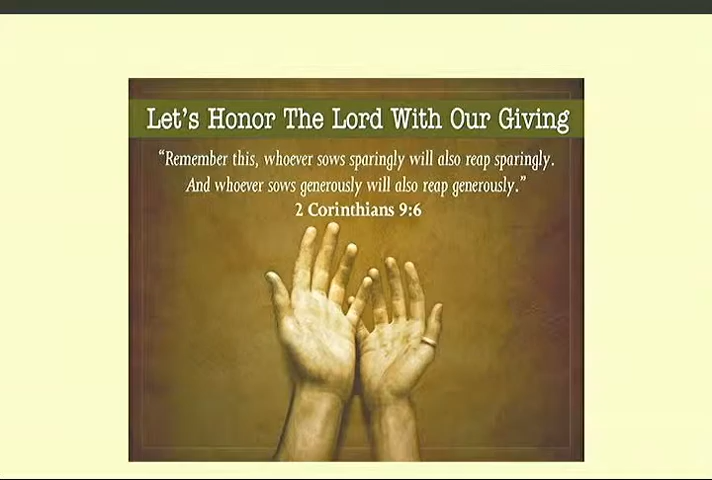 Let's Honor The Lord With Our Giving
“Remember this, whoever sows sparingly will also reap sparingly.
And whoever sows generously will also reap generously.”
2 Corinthians 9:6